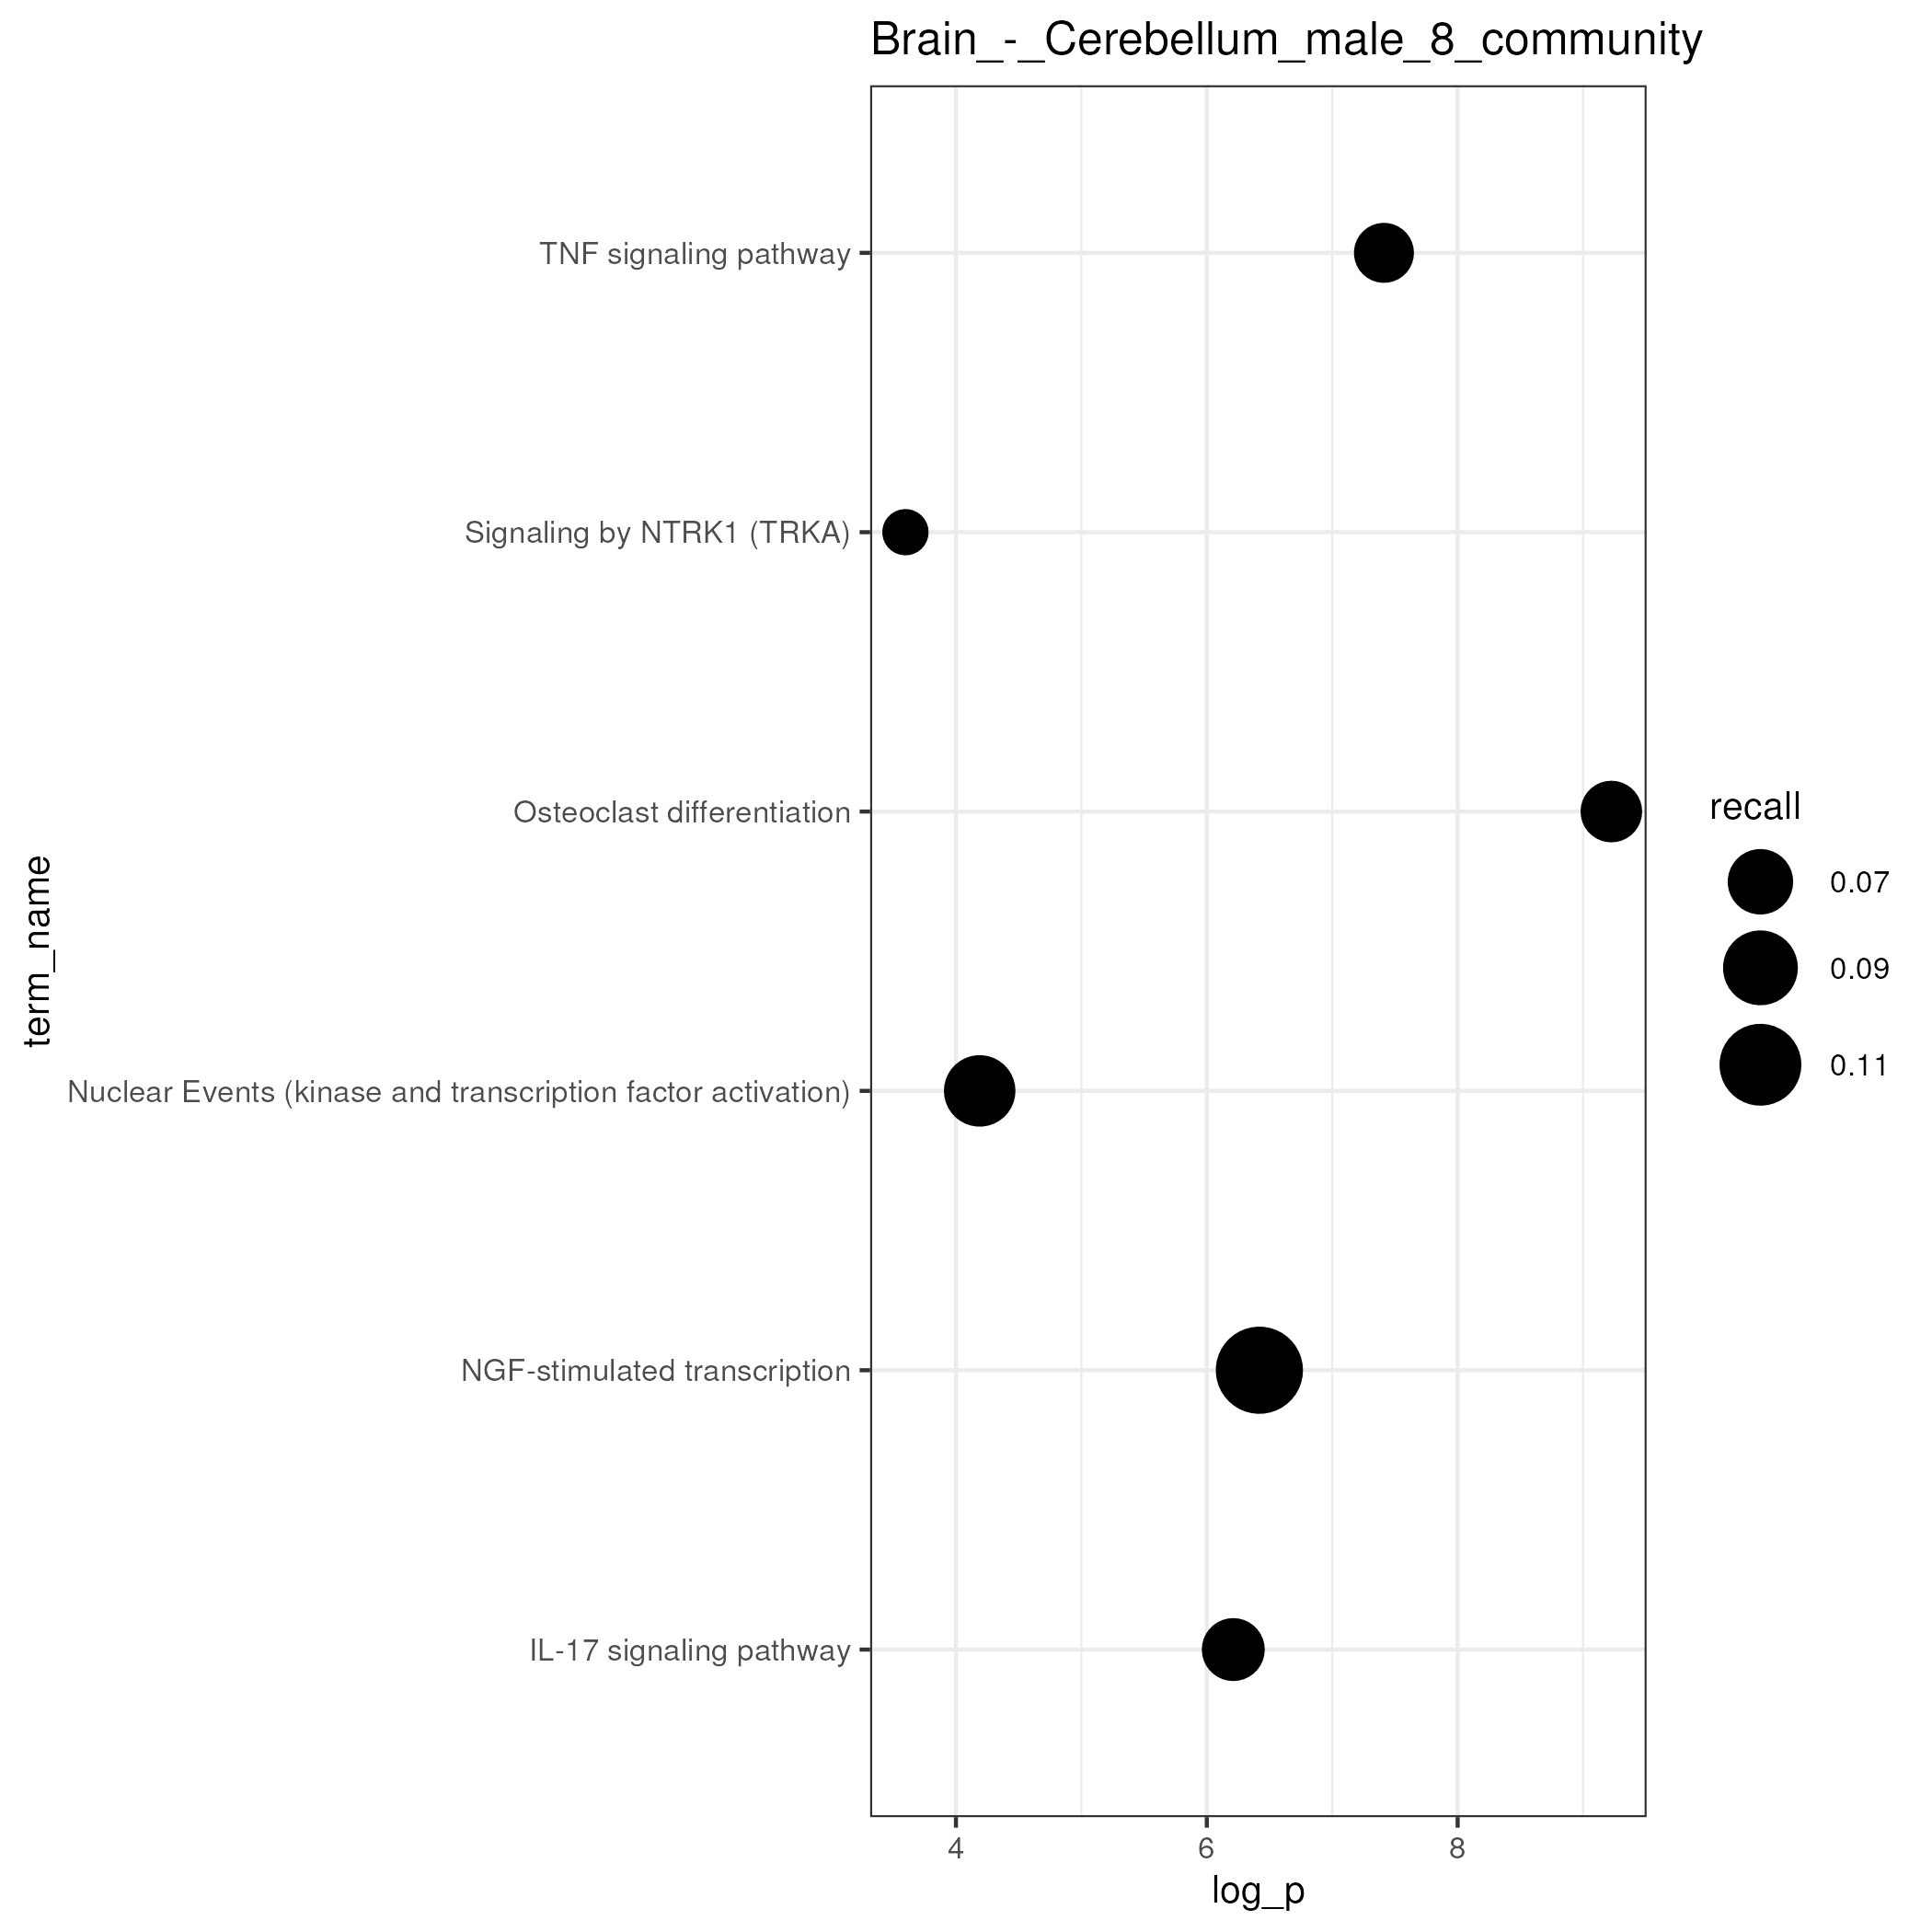 Brain_-_Cerebellum_male_8_community
TNF signaling pathway
Signaling by NTRK1 (TRKA)
Osteoclast differentiation
Nuclear Events (kinase and transcription factor activation)
NGF-stimulated transcription
IL-17 signaling pathway
term_name
4 6 8
log_p
recall
0.07
0.09
0.11